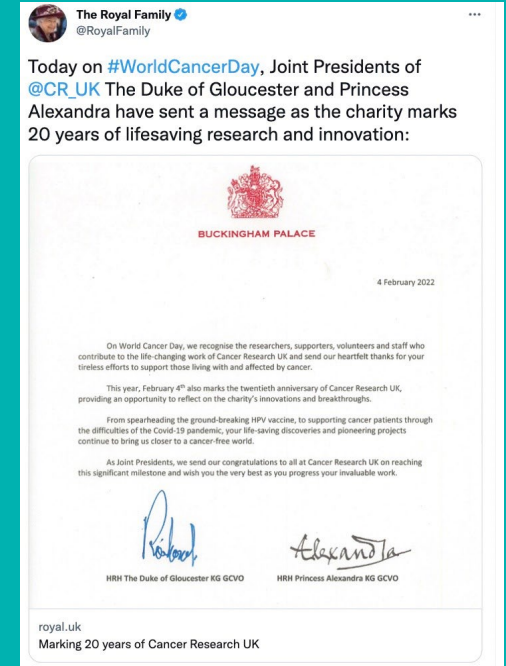 The Royal Family
@RoyalFamily
Today on #WorldCancerDay, Joint Presidents of
@CR_UK The Duke of Gloucester and Princess
Alexandra have sent a message as the charity marks
20 years of lifesaving research and innovation:
BUCKINGHAM PALACE
4 February 2022
On World Cancer Day, we recognise the researchers, supporters, volunteers and staff who
contribute to the life-changing work of Cancer Research UK and send our heartfelt thanks for your
tireless efforts to support those living with and affected by cancer.
This year, February 4th also marks the twentieth anniversary of Cancer Research UK,
providing an opportunity to reflect on the charity's innovations and breakthroughs.
From spearheading the ground-breaking HPV vaccine, to supporting cancer patients through
the difficulties of the Covid-19 pandemic, your life-saving discoveries and pioneering projects
continue to bring us closer to a cancer-free world.
As Joint Presidents, we send our congratulations to all at Cancer Research UK on reaching
this significant milestone and wish you the very best as you progress your invaluable work.
Richard Alexandra
HRH The Duke of Gloucester KG GCVO HRH Princess Alexandra KG GCVO
royal.uk
Marking 20 years of Cancer Research UK